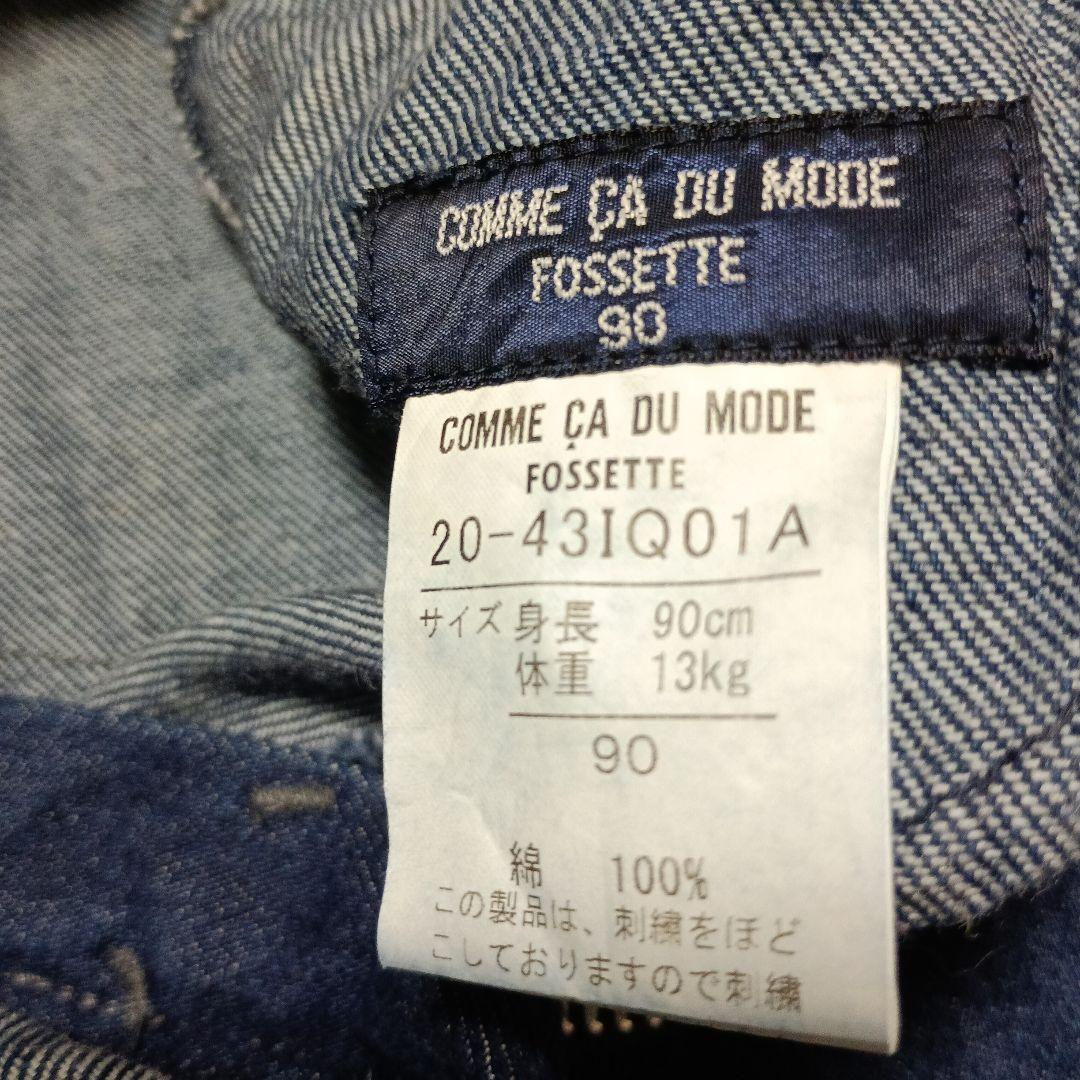 COMME ÇA DU MODE
FOSSETTE
90
COMME ÇA DU MODE
FOSSETTE
20-43IQ01A
サイズ 身長 90cm
体重 13kg
90
綿 100%
この製品は、刺繍をほど
こしておりますので刺繍